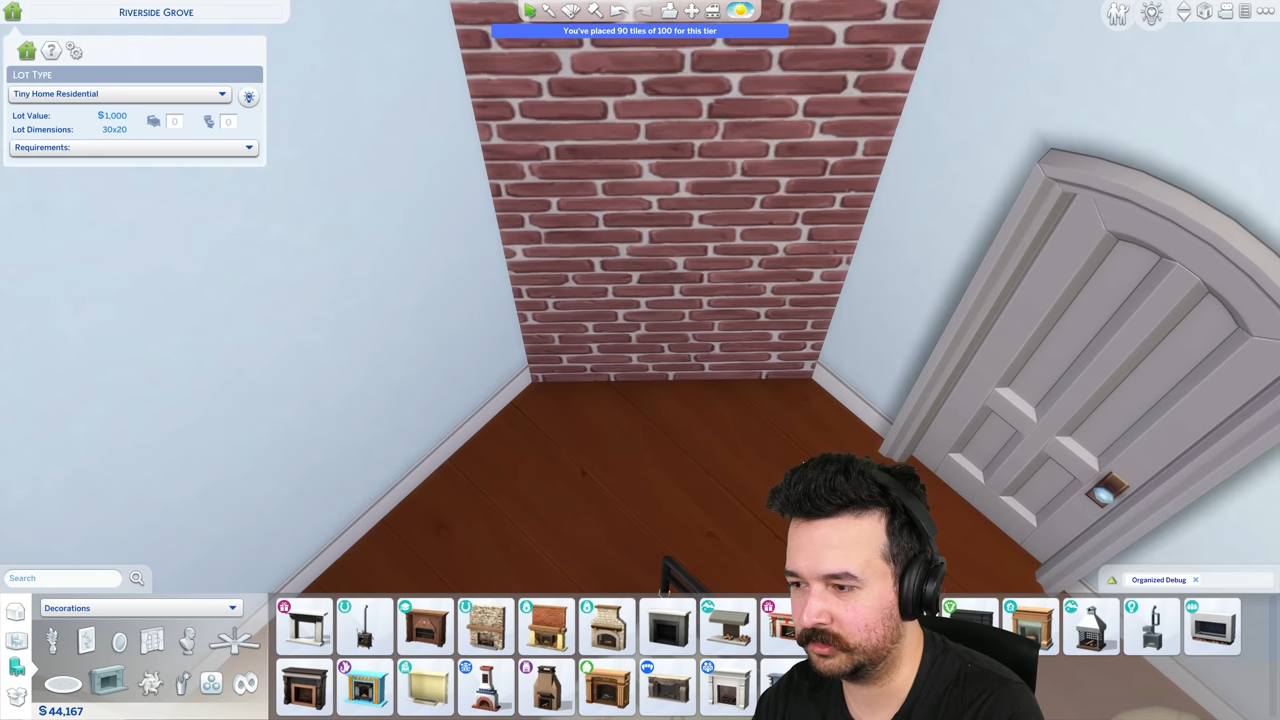 RIVERSIDE GROVE
You've placed 90 tiles of 100 for this tier
LOT TYPE
Tiny Home Residential
Lot Value: §1,000
0
0
Lot Dimensions: 30x20
Requirements:
Search
Organized Debug
Decorations
§44,167